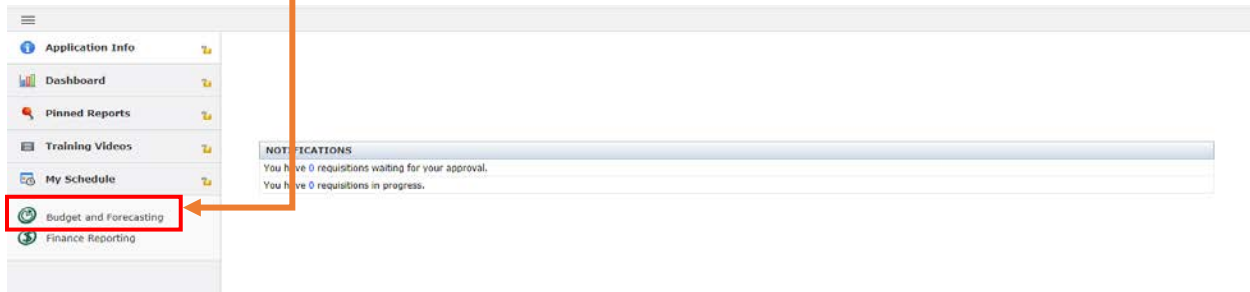 Application Info
Dashboard
Pinned Reports
Training Videos
My Schedule
Budget and Forecasting
Finance Reporting
NOTIFICATIONS
You have 0 requisitions waiting for your approval.
You have 0 requisitions in progress.